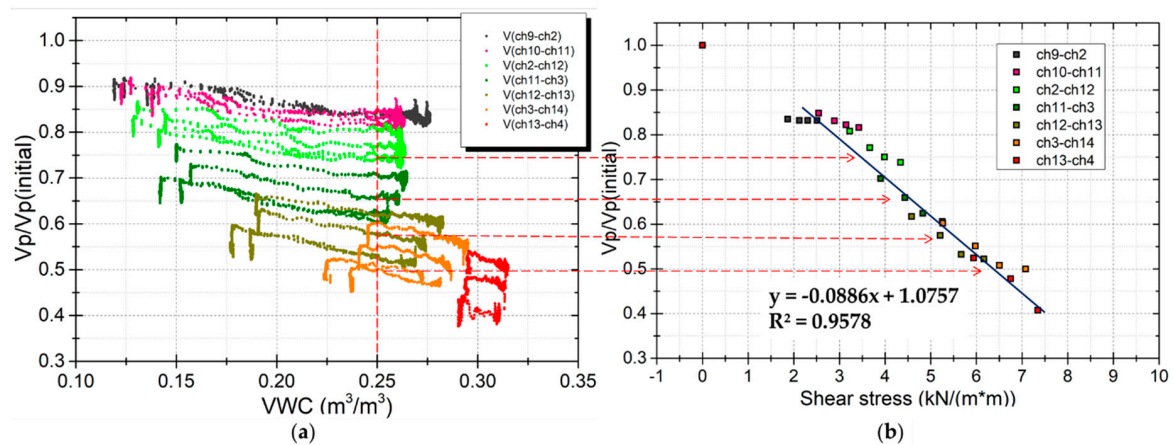 1.0
0.9
0.8
0.7
0.6
0.5
0.4
0.3
Vp/Vp(initial)
V(ch9-ch2)
V(ch10-ch11)
V(ch2-ch12)
V(ch11-ch3)
V(ch12-ch13)
V(ch3-ch14)
V(ch13-ch4)
0.10 0.15 0.20 0.25 0.30 0.35
VWC (m³/m³)
(a)
1.0
0.9
0.8
0.7
0.6
0.5
0.4
0.3
Vp/Vp(initial)
ch9-ch2
ch10-ch11
ch2-ch12
ch11-ch3
ch12-ch13
ch3-ch14
ch13-ch4
y = -0.0886x + 1.0757
R² = 0.9578
-1 0 1 2 3 4 5 6 7 8 9 10
Shear stress (kN/(m*m))
(b)